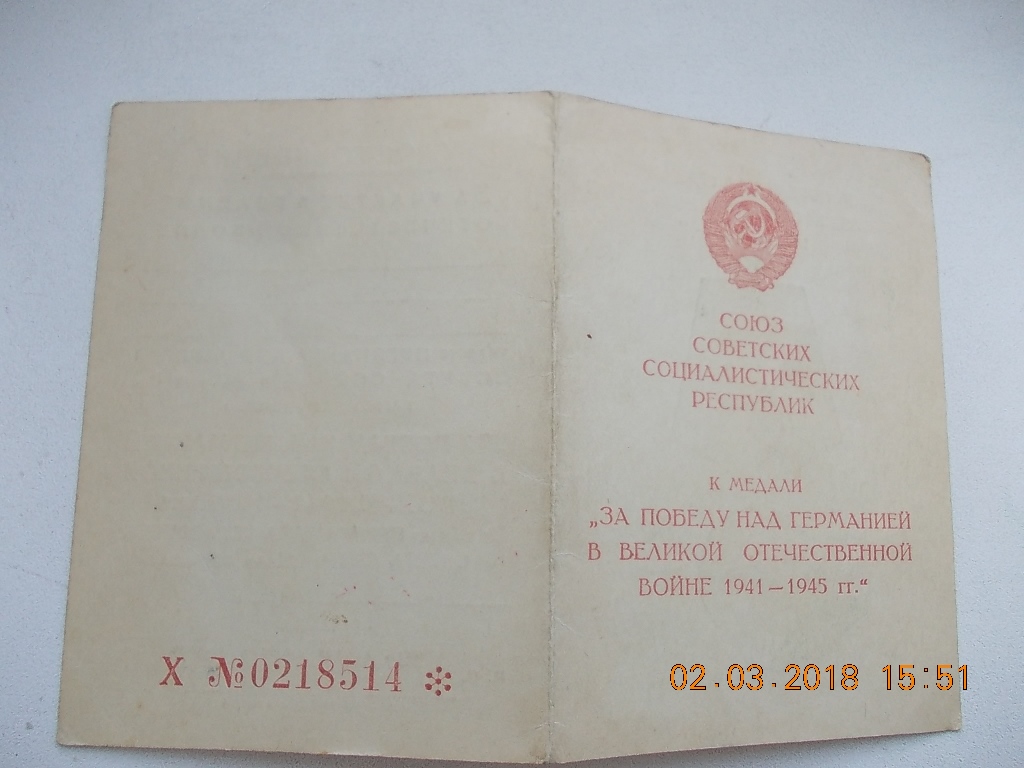 СОЮЗ
СОВЕТСКИХ
СОЦИАЛИСТИЧЕСКИХ
РЕСПУБЛИК
К МЕДАЛИ
„ЗА ПОБЕДУ НАД ГЕРМАНИЕЙ
В ВЕЛИКОЙ ОТЕЧЕСТВЕННОЙ
ВОЙНЕ 1941 — 1945 гг.“
Х №0218514
02.03.2018 15:51